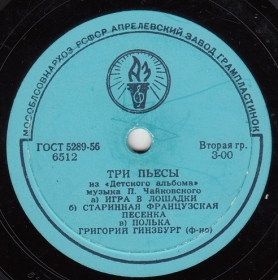 МОСОБЛСОВНАРХОЗ РСФСР АПРЕЛЕВСКИЙ ЗАВОД ГРАМПЛАСТИНОК
АЗ
ГОСТ 5289-56 Вторая гр.
6512 3-00
ТРИ ПЬЕСЫ
из «Детского альбома»
музыка П. Чайковского
а) ИГРА В ЛОШАДКИ
б) СТАРИННАЯ ФРАНЦУЗСКАЯ
ПЕСЕНКА
в) ПОЛЬКА
ГРИГОРИЙ ГИНЗБУРГ (ф-но)